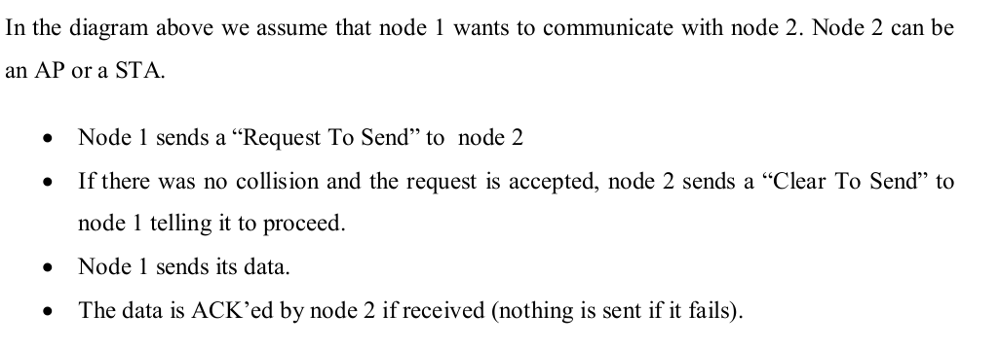 In the diagram above we assume that node 1 wants to communicate with node 2. Node 2 can be
an AP or a STA.
• Node 1 sends a “Request To Send” to node 2
• If there was no collision and the request is accepted, node 2 sends a “Clear To Send” to
node 1 telling it to proceed.
• Node 1 sends its data.
• The data is ACK’ed by node 2 if received (nothing is sent if it fails).